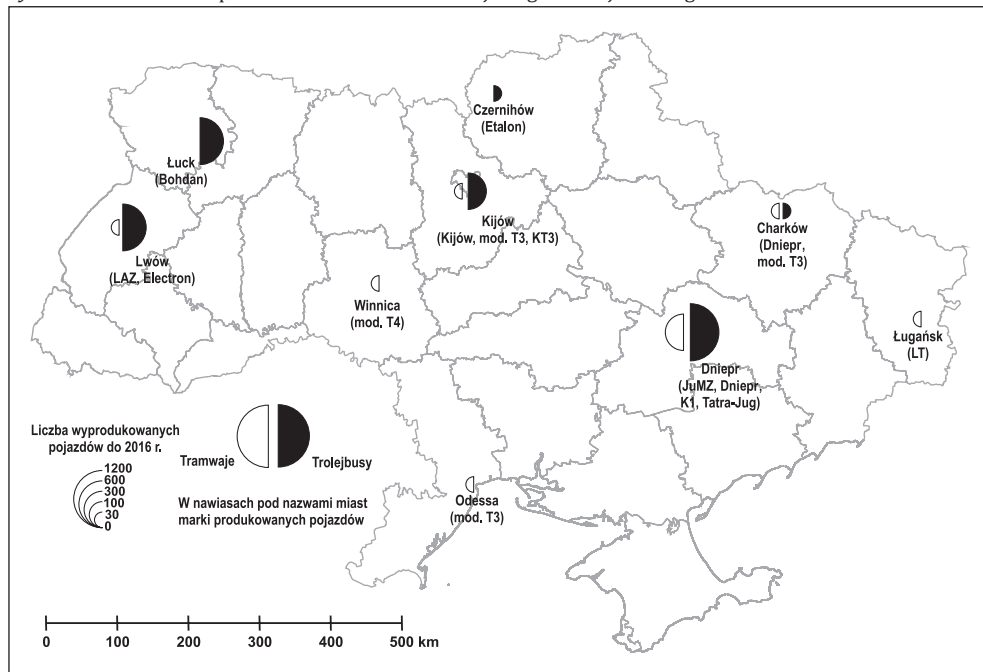 Czernihów
(Etalon)
Łuck
(Bohdan)
Kijów
(Kijów, mod. T3, KT3)
Charków
(Dniepr,
mod. T3)
Lwów
(LAZ, Electron)
Winnica
(mod. T4)
Ługańsk
(LT)
Dniepr
(JuMZ, Dniepr,
K1, Tatra-Jug)
Liczba wyprodukowanych
pojazdów do 2016 r.
1200
600
300
100
30
0
Tramwaje
Trolejbusy
W nawiasach pod nazwami miast
marki produkowanych pojazdów
Odessa
(mod. T3)
0 100 200 300 400 500 km